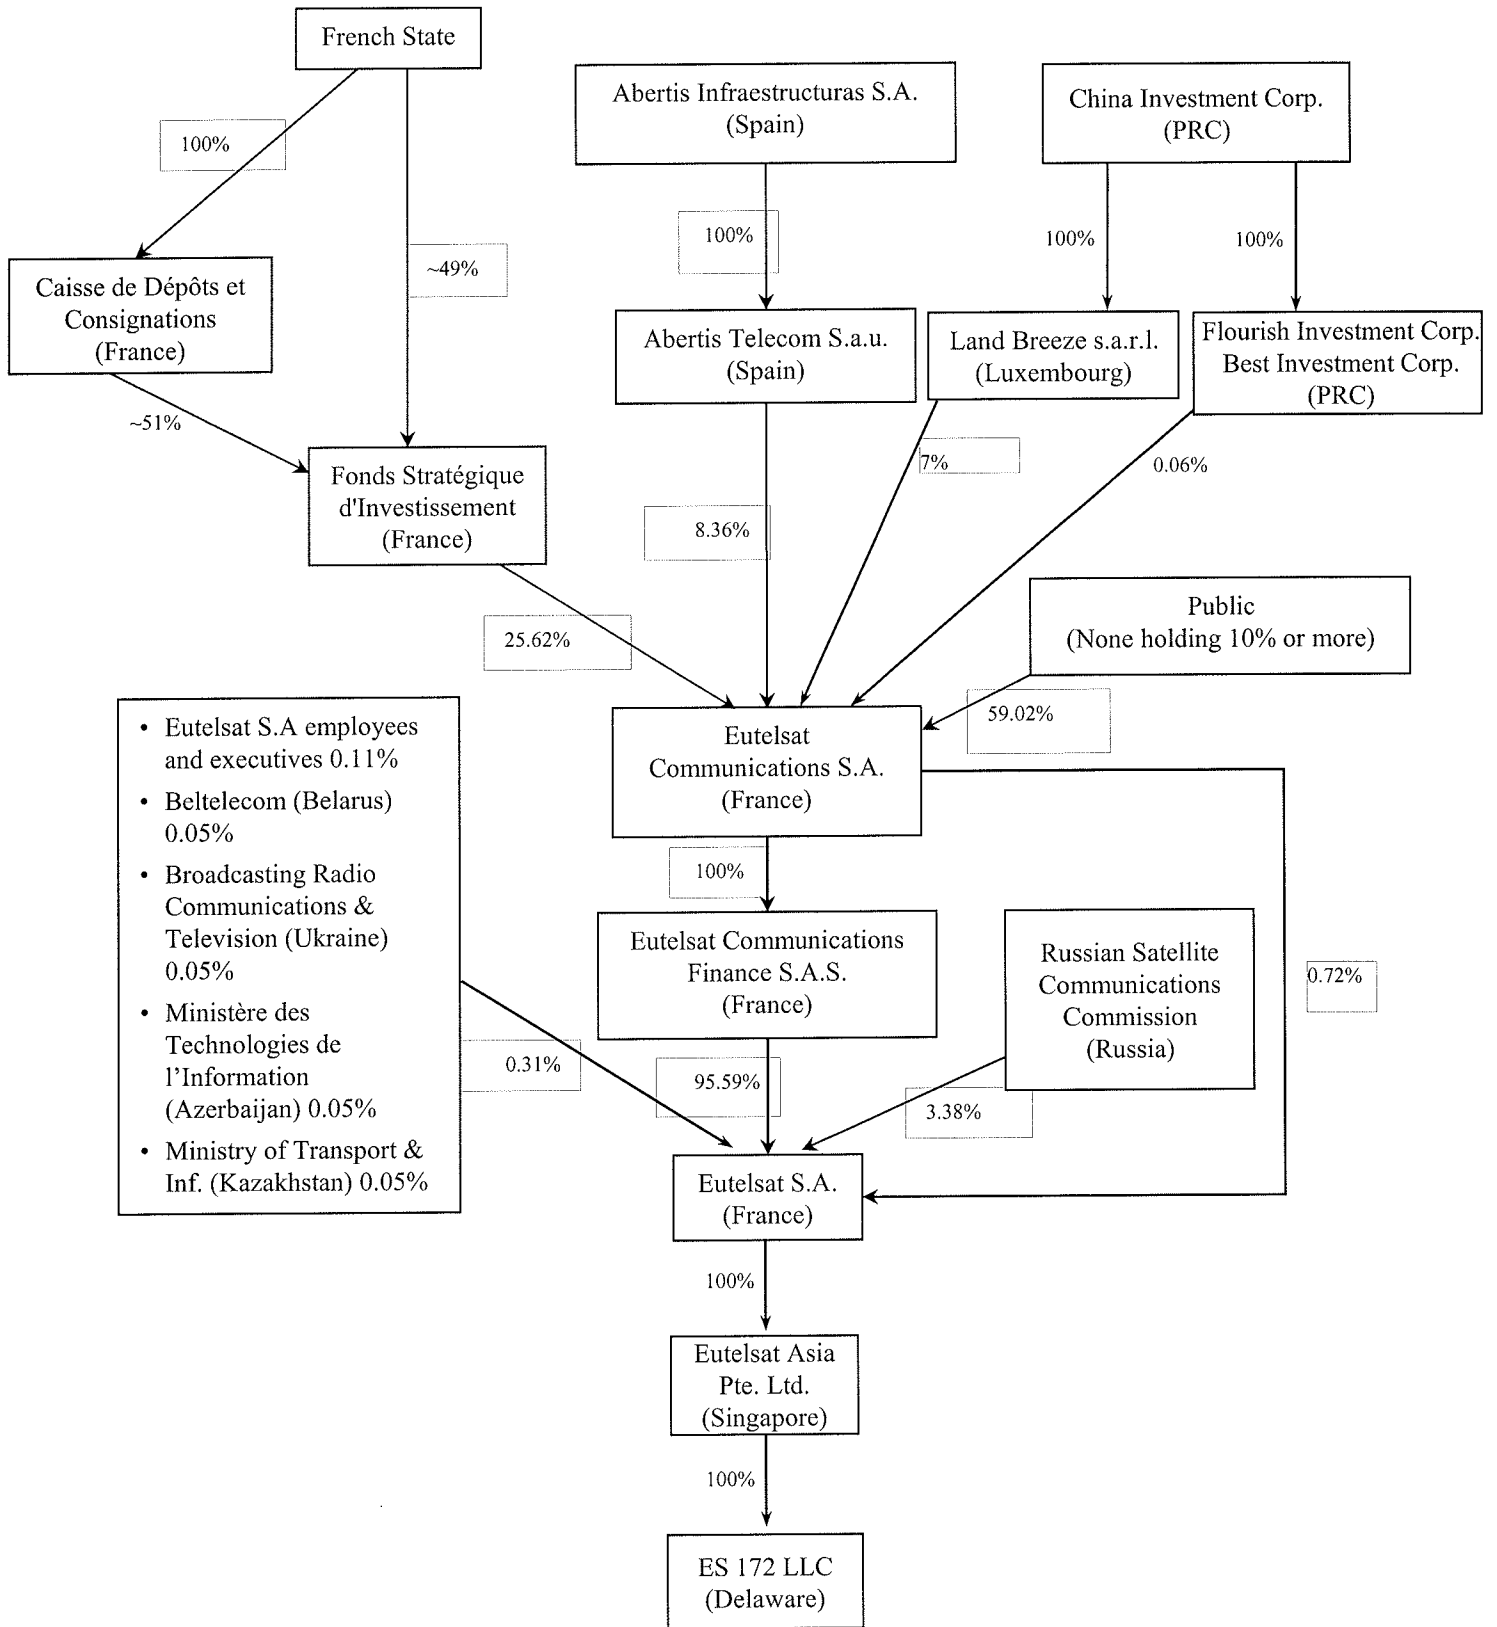 French State
Abertis Infraestructuras S.A.
(Spain)
China Investment Corp.
(PRC)
100%
~49%
100%
100%
100%
Caisse de Dépôts et
Consignations
(France)
Abertis Telecom S.a.u.
(Spain)
Land Breeze s.a.r.l.
(Luxembourg)
Flourish Investment Corp.
Best Investment Corp.
(PRC)
~51%
Fonds Stratégique
d'Investissement
(France)
7%
0.06%
8.36%
25.62%
Public
(None holding 10% or more)
59.02%
Eutelsat
Communications S.A.
(France)
• Eutelsat S.A employees
and executives 0.11%
• Beltelecom (Belarus)
0.05%
• Broadcasting Radio
Communications &
Television (Ukraine)
0.05%
• Ministère des
Technologies de
l’Information
(Azerbaijan) 0.05%
• Ministry of Transport &
Inf. (Kazakhstan) 0.05%
100%
Eutelsat Communications
Finance S.A.S.
(France)
Russian Satellite
Communications
Commission
(Russia)
0.72%
0.31%
95.59%
3.38%
Eutelsat S.A.
(France)
100%
Eutelsat Asia
Pte. Ltd.
(Singapore)
100%
ES 172 LLC
(Delaware)